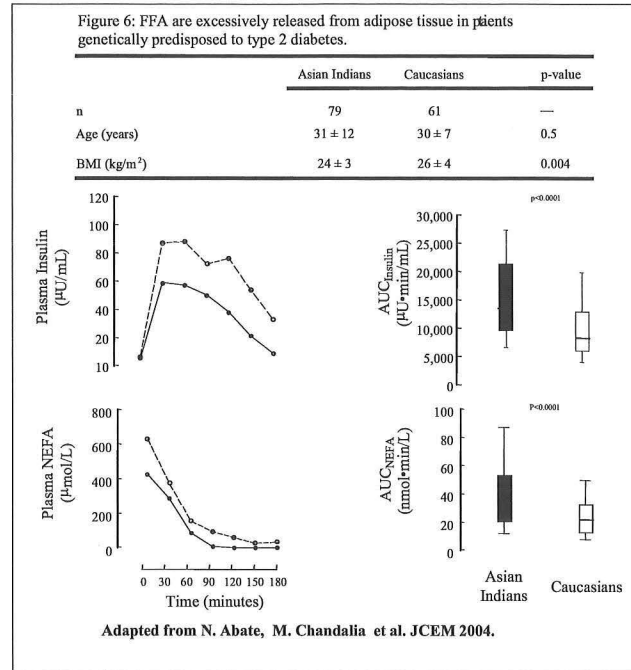 Figure 6: FFA are excessively released from adipose tissue in patients
genetically predisposed to type 2 diabetes.
Asian Indians Caucasians p-value
n 79 61 —
Age (years) 31 ± 12 30 ± 7 0.5
BMI (kg/m²) 24 ± 3 26 ± 4 0.004
Plasma Insulin
(µU/mL)
120
100
80
60
40
20
10
AUC Insulin
(µU•min/mL)
p<0.0001
30,000
25,000
20,000
15,000
10,000
5,000
0
Plasma NEFA
(µmol/L)
800
600
400
200
0
0 30 60 90 120 150 180
Time (minutes)
AUC NEFA
(nmol•min/L)
P<0.0001
100
80
60
40
20
0
Asian
Indians
Caucasians
Adapted from N. Abate, M. Chandalia et al. JCEM 2004.